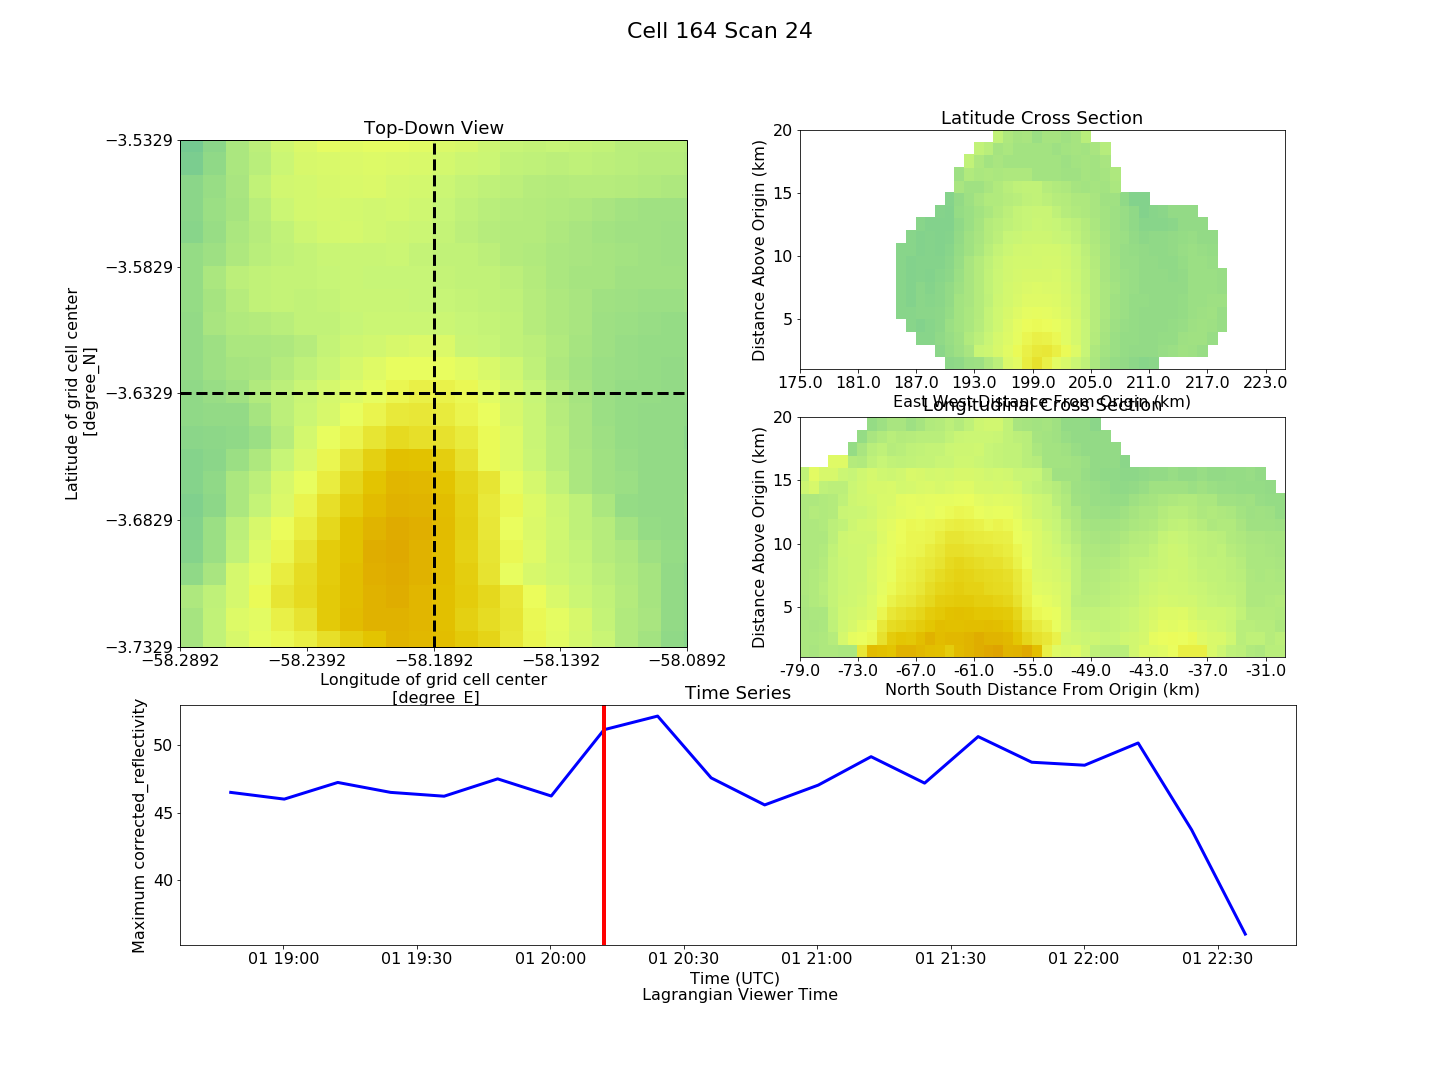 Cell 164 Scan 24
Top-Down View
−3.5329
−3.5829
−3.6329
−3.6829
−3.7329
Latitude of grid cell center
[degree_N]
−58.2892 −58.2392 −58.1892 −58.1392 −58.0892
Longitude of grid cell center
[degree_E]
Latitude Cross Section
20
15
10
5
Distance Above Origin (km)
175.0 181.0 187.0 193.0 199.0 205.0 211.0 217.0 223.0
East West Distance From Origin (km)
Longitudinal Cross Section
20
15
10
5
Distance Above Origin (km)
-79.0 -73.0 -67.0 -61.0 -55.0 -49.0 -43.0 -37.0 -31.0
North South Distance From Origin (km)
Time Series
50
45
40
Maximum corrected_reflectivity
01 19:00 01 19:30 01 20:00 01 20:30 01 21:00 01 21:30 01 22:00 01 22:30
Time (UTC)
Lagrangian Viewer Time